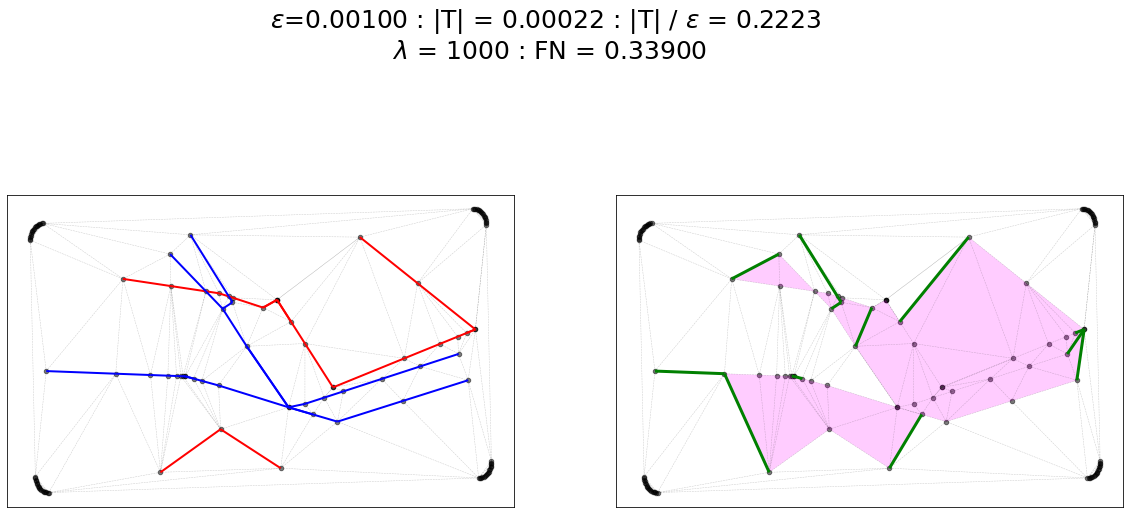 ε=0.00100 : |T| = 0.00022 : |T| / ε = 0.2223
λ = 1000 : FN = 0.33900